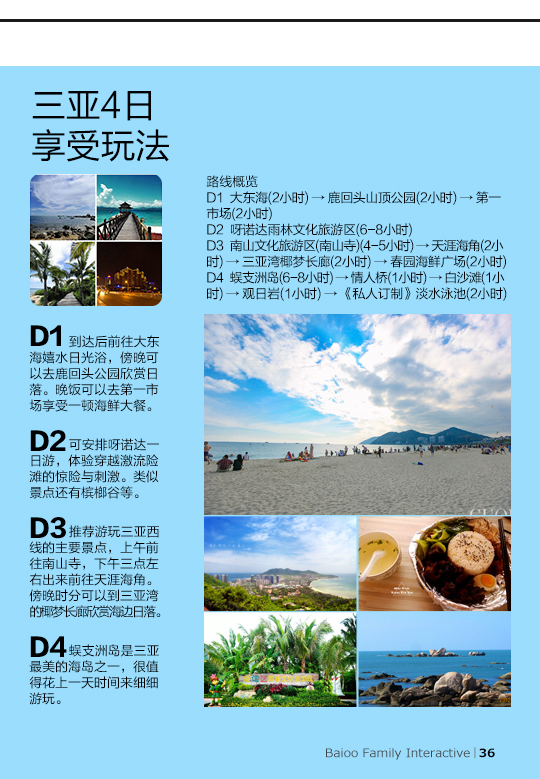 三亚4日
享受玩法
路线概览
D1 大东海(2小时)→鹿回头山顶公园(2小时)→第一
市场(2小时)
D2 呀诺达雨林文化旅游区(6-8小时)
D3 南山文化旅游区(南山寺)(4-5小时)→天涯海角(2小
时)→三亚湾椰梦长廊(2小时)→春园海鲜广场(2小时)
D4 蜈支洲岛(6-8小时)→情人桥(1小时)→白沙滩(1小
时)→观日岩(1小时)→《私人订制》淡水泳池(2小时)
D1 到达后前往大东
海嬉水日光浴，傍晚可
以去鹿回头公园欣赏日
落。晚饭可以去第一市
场享受一顿海鲜大餐。
D2 可安排呀诺达一
日游，体验穿越激流险
滩的惊险与刺激。类似
景点还有槟榔谷等。
D3 推荐游玩三亚西
线的主要景点，上午前
往南山寺，下午三点左
右出来前往天涯海角。
傍晚时分可以到三亚湾
的椰梦长廊欣赏海边日落。
D4 蜈支洲岛是三亚
最美的海岛之一，很值
得花上一天时间来细细
游玩。
Baioo Family Interactive | 36